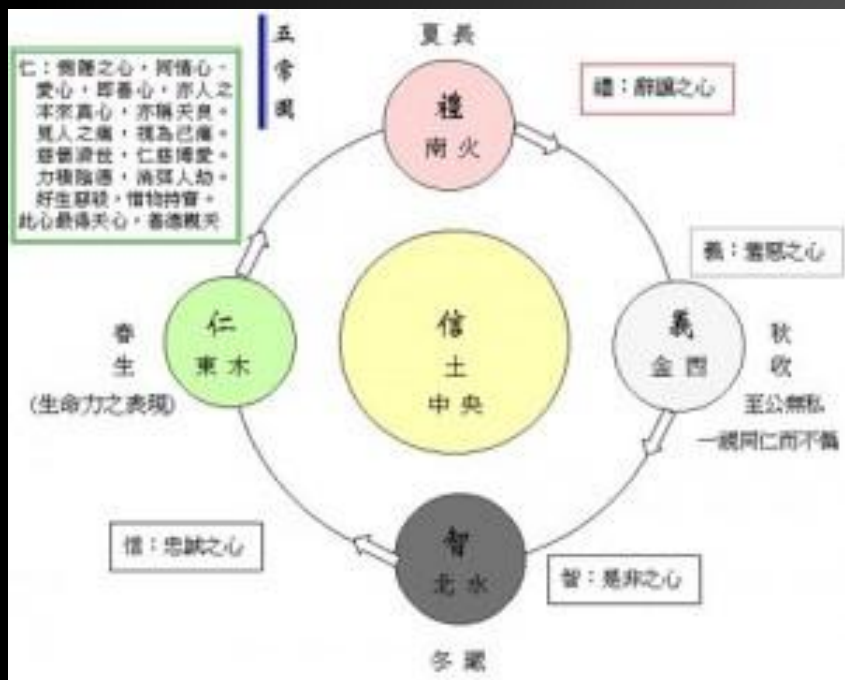 五
常
圖
仁：惻隱之心，同情心、
愛心，即善心，亦人之
本來真心，亦稱天良。
見人之痛，視為己痛。
慈善濟世，仁慈博愛。
力積陰德，消弭人劫。
好生惡殺，惜物持齋。
此心最得天心，善德
夏長
禮
南火
禮：辭讓之心
義：羞惡之心
仁
東木
春
生
(生命力之表現)
信
土
中央
義
金西
秋
收
至公無私
一視同仁而不偏
信：忠誠之心
智
北水
智：是非之心
冬藏